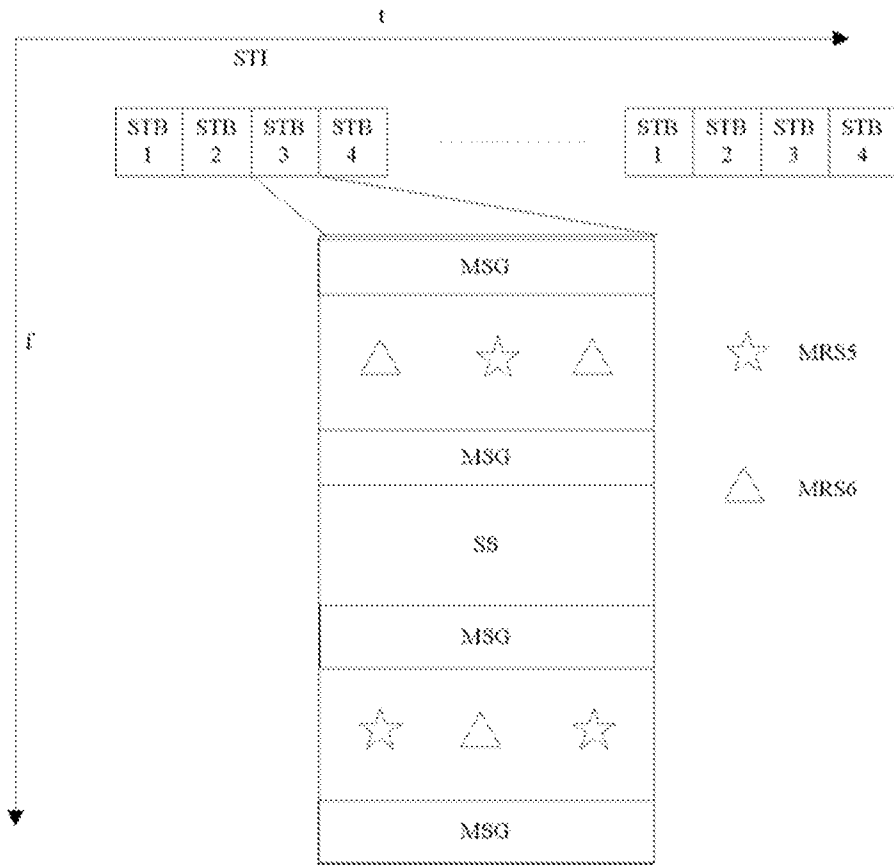 t
STI
STB 1 STB 2 STB 3 STB 4 STB 1 STB 2 STB 3 STB 4
MSG
f
MRS5
MSG
MRS6
SS
MSG
MSG